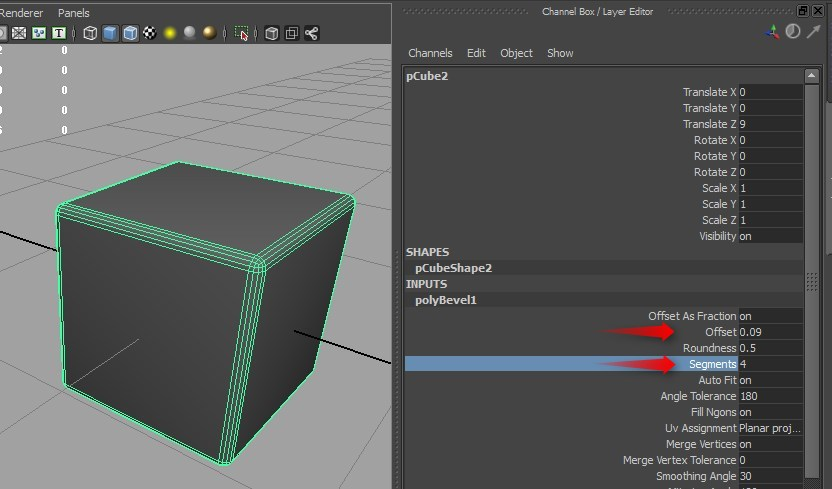 Renderer Panels
2 0
0 0
0 0
0 0
6 0
Channel Box / Layer Editor
Channels Edit Object Show
pCube2
Translate X 0
Translate Y 0
Translate Z 9
Rotate X 0
Rotate Y 0
Rotate Z 0
Scale X 1
Scale Y 1
Scale Z 1
Visibility on
SHAPES
pCubeShape2
INPUTS
polyBevel1
Offset As Fraction on
Offset 0.09
Roundness 0.5
Segments 4
Auto Fit on
Angle Tolerance 180
Fill Ngons on
Uv Assignment Planar proj...
Merge Vertices on
Merge Vertex Tolerance 0
Smoothing Angle 30